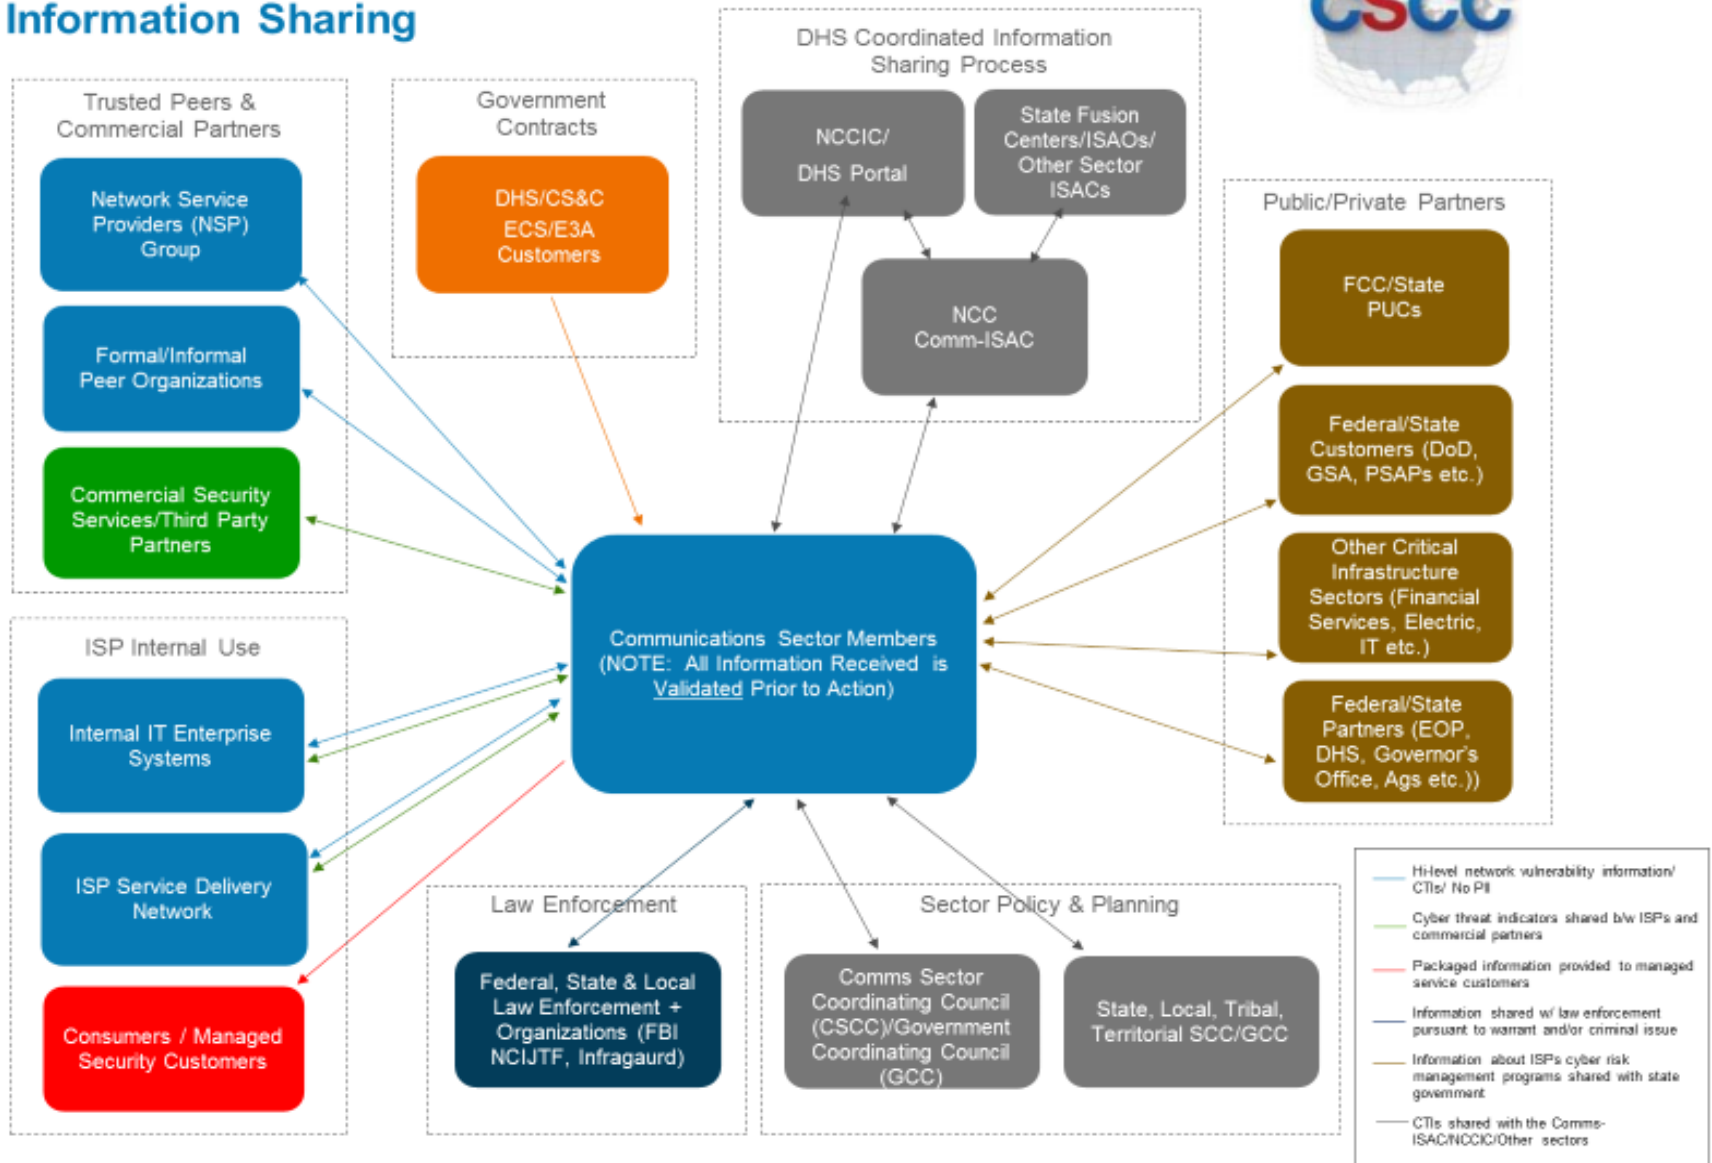 Information Sharing
CSCC
Trusted Peers &
Commercial Partners
Network Service
Providers (NSP)
Group
Formal/Informal
Peer Organizations
Commercial Security
Services/Third Party
Partners
Government
Contracts
DHS/CS&C
ECS/E3A
Customers
DHS Coordinated Information
Sharing Process
NCCIC/
DHS Portal
State Fusion
Centers/ISAOs/
Other Sector
ISACs
NCC
Comm-ISAC
Public/Private Partners
FCC/State
PUCs
Federal/State
Customers (DoD,
GSA, PSAPs etc.)
Other Critical
Infrastructure
Sectors (Financial
Services, Electric,
IT etc.)
Federal/State
Partners (EOP,
DHS, Governor's
Office, Ags etc.))
Communications Sector Members
(NOTE: All Information Received is
Validated Prior to Action)
ISP Internal Use
Internal IT Enterprise
Systems
ISP Service Delivery
Network
Consumers / Managed
Security Customers
Law Enforcement
Federal, State & Local
Law Enforcement +
Organizations (FBI
NCIJTF, Infragaurd)
Sector Policy & Planning
Comms Sector
Coordinating Council
(CSCC)/Government
Coordinating Council
(GCC)
State, Local, Tribal,
Territorial SCC/GCC
Hi-level network vulnerability information/
CTIs/ No PII
Cyber threat indicators shared b/w ISPs and
commercial partners
Packaged information provided to managed
service customers
Information shared w/ law enforcement
pursuant to warrant and/or criminal issue
Information about ISPs cyber risk
management programs shared with state
government
CTIs shared with the Comms-
ISAC/NCCIC/Other sectors